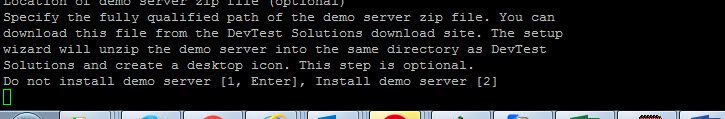 Location of demo server zip file (optional)
Specify the fully qualified path of the demo server zip file. You can
download this file from the DevTest Solutions download site. The setup
wizard will unzip the demo server into the same directory as DevTest
Solutions and create a desktop icon. This step is optional.
Do not install demo server [1, Enter], Install demo server [2]